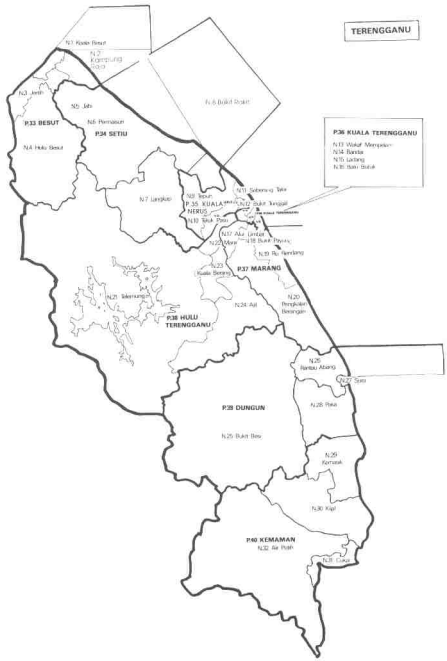 TERENGGANU
N.1 Kuala Besut
N.2
Kampung
Raja
N.3 Jerteh
N.5 Jabi
N.6 Bukit
P.33 BESUT
N.6 Permaisuri
P.34 SETIU
N.4 Hulu Besut
P.36 KUALA TERENGGANU
N.13 Wakaf Mempelam
N.14 Bandar
N.15 Ladang
N.16 Batu Buruk
N.7 Langkap
N.11 Seberang Takir
N.9 Tepuh
P.35 KUALA
NERUS
N.12 Bukit Tunggal
N.10 Teluk Pasu
N.17 Alur Limbat
N.22 Manir
N.18 Bukit Payung
N.19 Ru Rendang
N.23
Kuala Berang
P.37 MARANG
N.21 Telemung
N.20
Pengkalan
Berangan
N.24 Ajil
P.38 HULU
TERENGGANU
N.26
Rantau Abang
N.27 Sura
P.39 DUNGUN
N.28 Paka
N.25 Bukit Besi
N.29
Kemasik
N.30 Kijal
P.40 KEMAMAN
N.32 Air Putih
N.31 Cukai